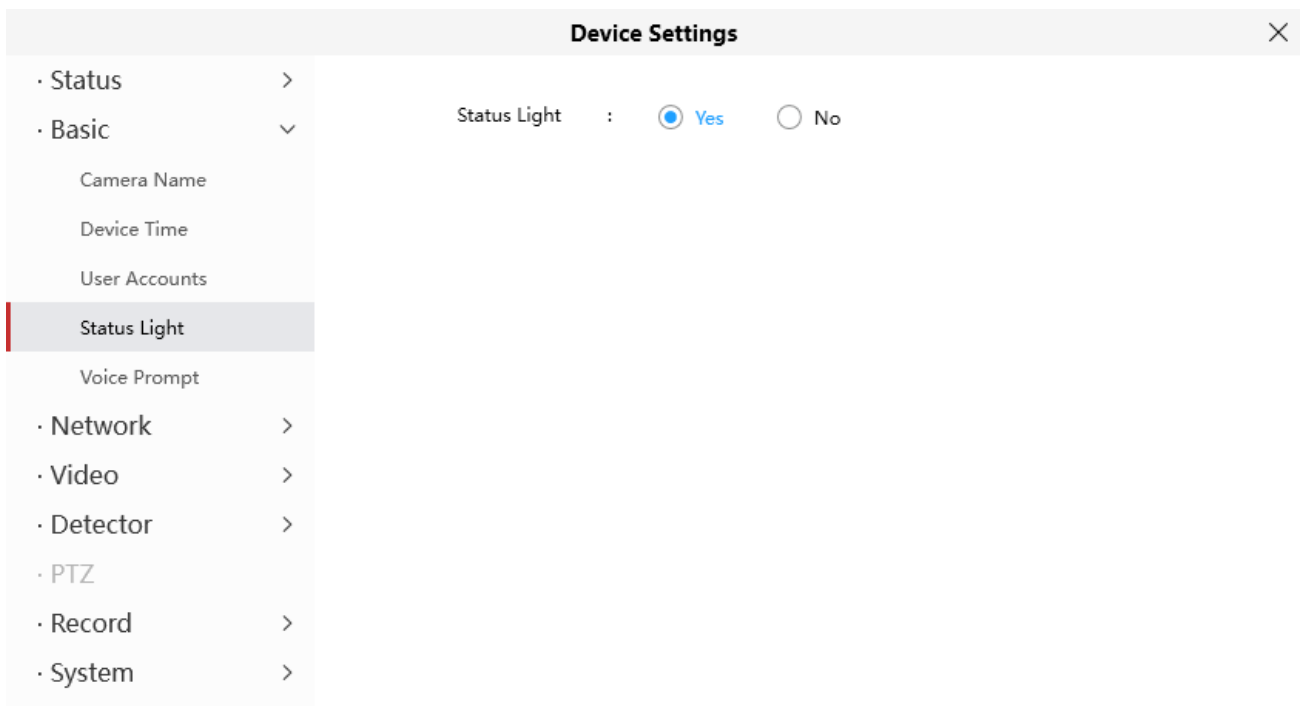 Device Settings
· Status
· Basic
Camera Name
Device Time
User Accounts
Status Light
Voice Prompt
· Network
· Video
· Detector
· PTZ
· Record
· System
Status Light : Yes No